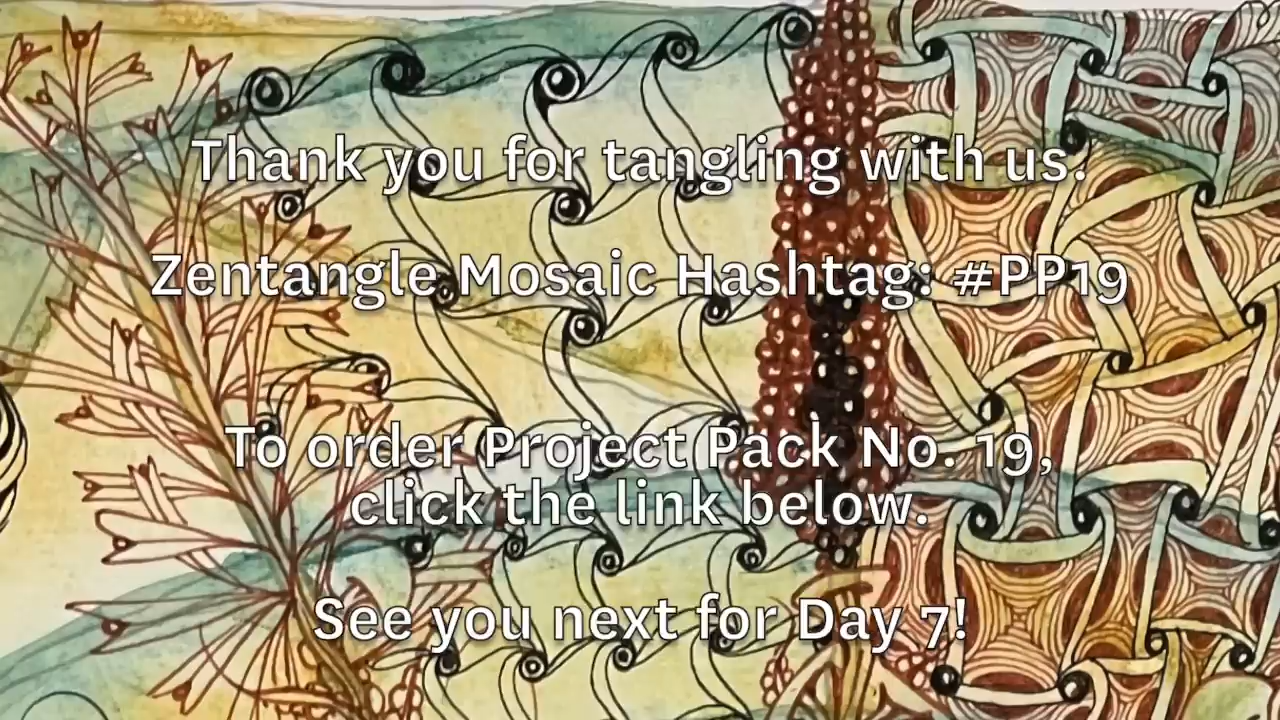 Thank you for tangling with us.
Zentangle Mosaic Hashtag: #PP19
To order Project Pack No. 19,
click the link below.
See you next for Day 7!